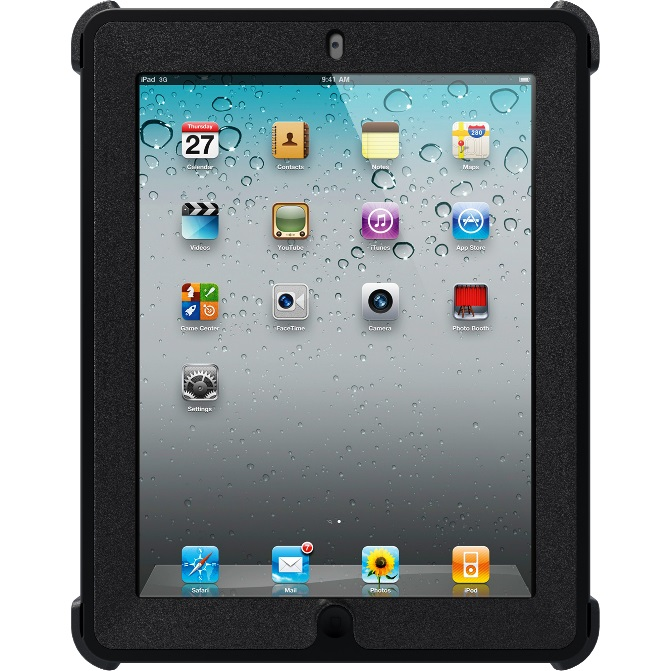 iPad 3G 9:41 AM
Thursday
27 280
Calendar Contacts Notes Maps
Videos YouTube iTunes App Store
Game Center FaceTime Camera Photo Booth
Settings
7
Safari Mail Photos iPod